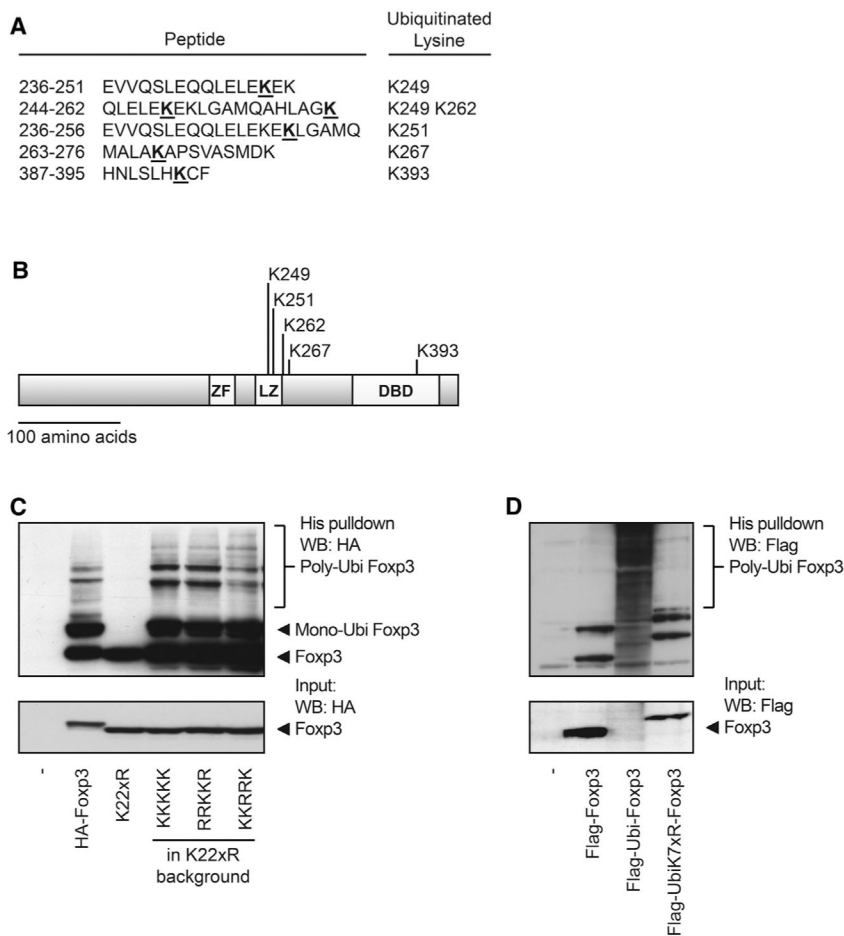 A
Peptide
Ubiquitinated
Lysine
236-251 EVVQSLEQQLELEKEK K249
244-262 QLELEKEKLGAMQAHLAGK K249 K262
236-256 EVVQSLEQQLELEKEKLGAMQ K251
263-276 MALAKAPSVASMDK K267
387-395 HNLSLHKCF K393
B
K249
K251
K262
K267
K393
ZF
LZ
DBD
100 amino acids
C
His pulldown
WB: HA
Poly-Ubi Foxp3
Mono-Ubi Foxp3
Foxp3
Input:
WB: HA
Foxp3
-
HA-Foxp3
K22xR
KKKKK
RRKKR
KKRRK
in K22xR
background
D
His pulldown
WB: Flag
Poly-Ubi Foxp3
Input:
WB: Flag
Foxp3
-
Flag-Foxp3
Flag-Ubi-Foxp3
Flag-UbiK7xR-Foxp3